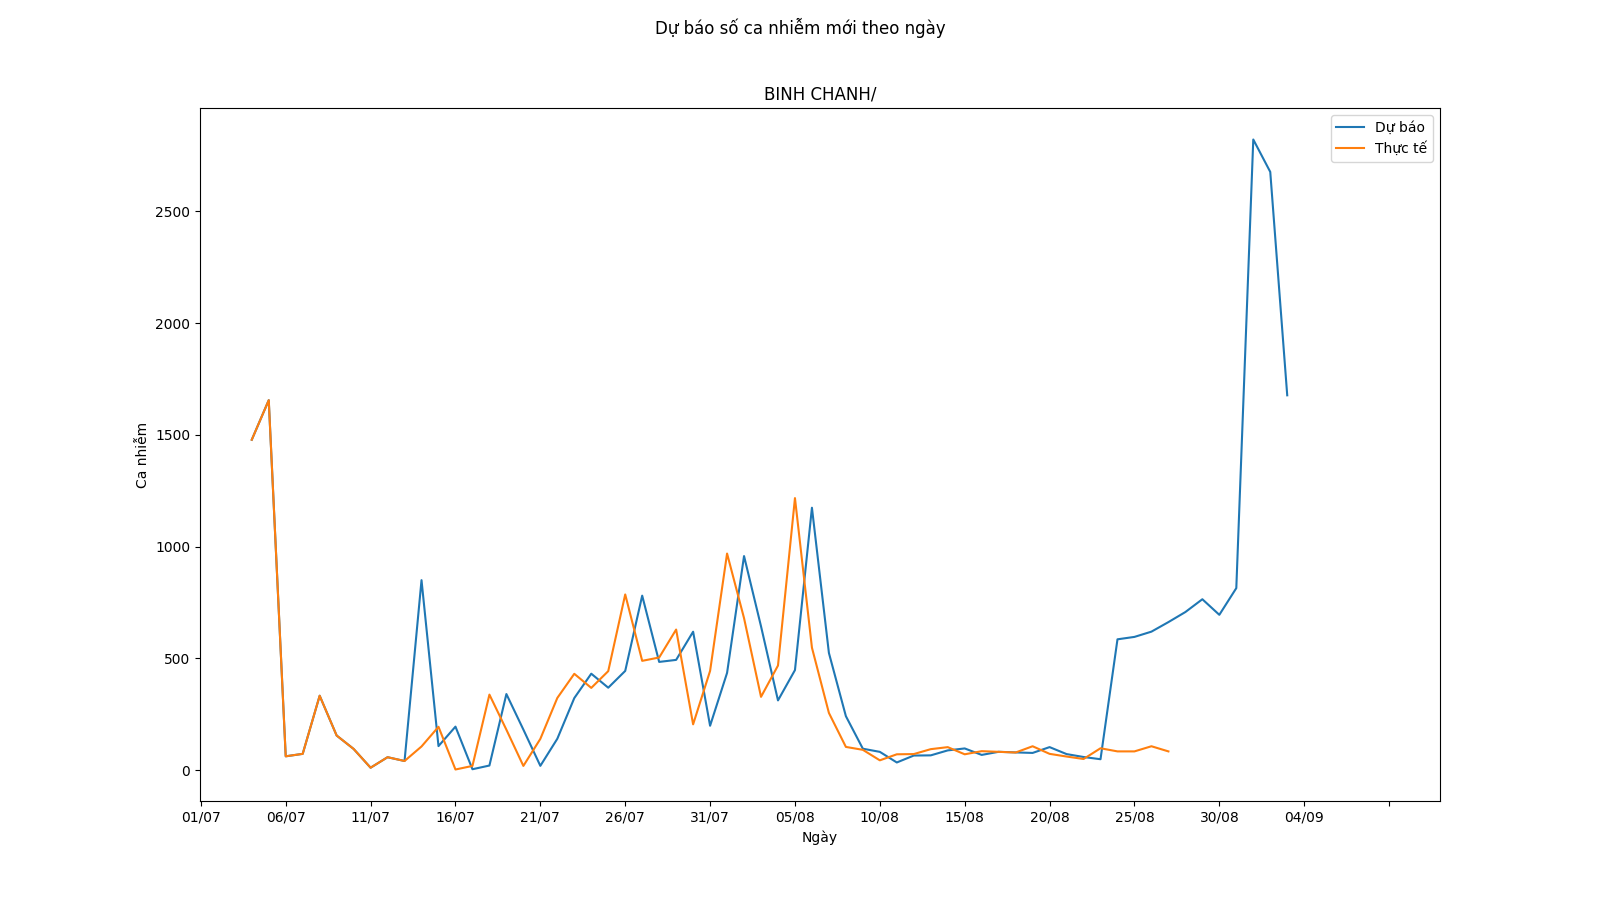 Dự báo số ca nhiễm mới theo ngày
BINH CHANH/
Dự báo
Thực tế
2500
2000
1500
1000
500
0
Ca nhiễm
01/07 06/07 11/07 16/07 21/07 26/07 31/07 05/08 10/08 15/08 20/08 25/08 30/08 04/09
Ngày